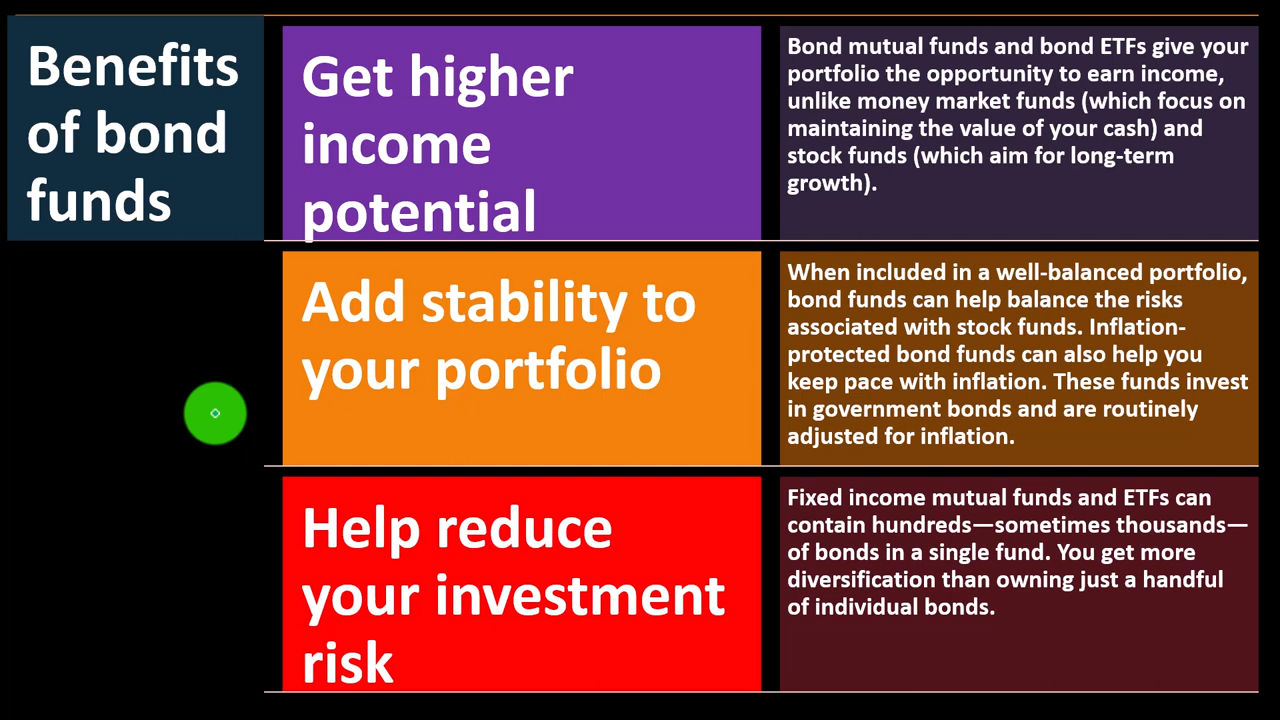 Benefits
of bond
funds
Get higher
income
potential
Bond mutual funds and bond ETFs give your
portfolio the opportunity to earn income,
unlike money market funds (which focus on
maintaining the value of your cash) and
stock funds (which aim for long-term
growth).
Add stability to
your portfolio
When included in a well-balanced portfolio,
bond funds can help balance the risks
associated with stock funds. Inflation-
protected bond funds can also help you
keep pace with inflation. These funds invest
in government bonds and are routinely
adjusted for inflation.
Help reduce
your investment
risk
Fixed income mutual funds and ETFs can
contain hundreds—sometimes thousands—
of bonds in a single fund. You get more
diversification than owning just a handful
of individual bonds.